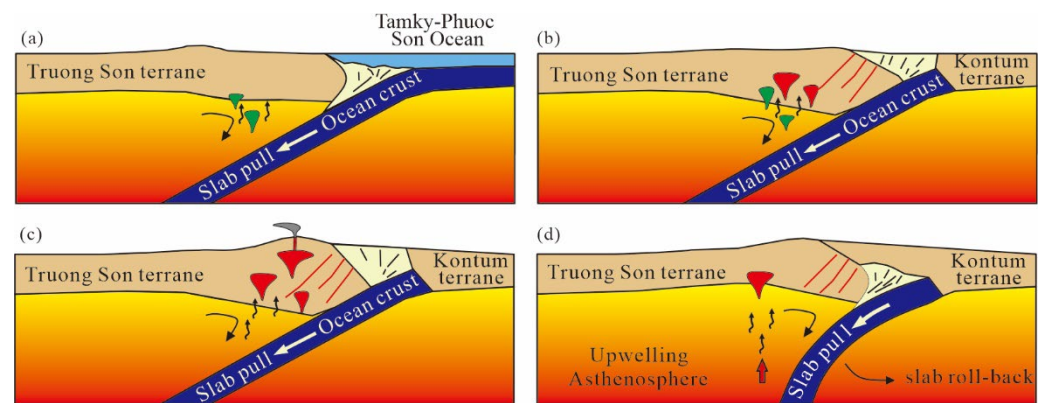 (a)
Tamky-Phuoc
Son Ocean
Truong Son terrane
Ocean crust
Slab pull
(b)
Truong Son terrane
Kontum
terrane
Ocean crust
Slab pull
(c)
Truong Son terrane
Kontum
terrane
Ocean crust
Slab pull
(d)
Truong Son terrane
Kontum
terrane
Slab pull
Upwelling
Asthenosphere
slab roll-back